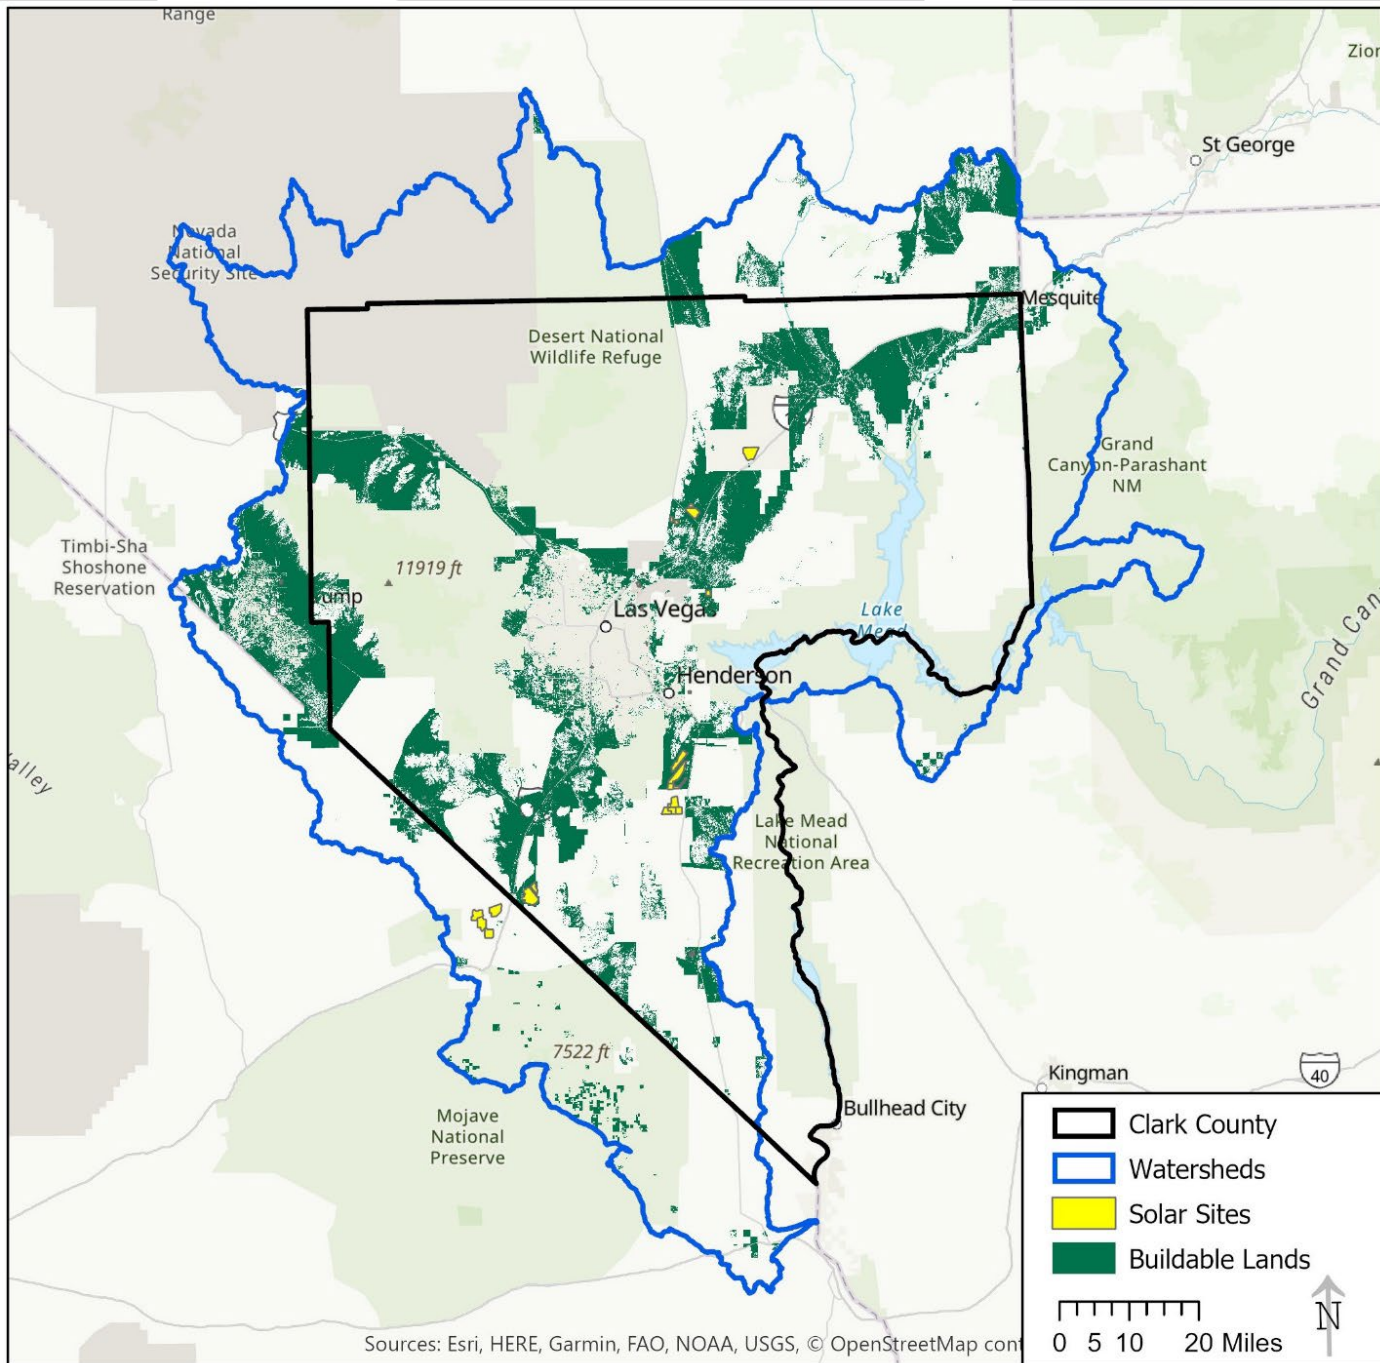 Range
Zion
St George
Nevada
National
Security Site
Mesquite
Desert National
Wildlife Refuge
Grand
Canyon-Parashant
NM
Timbi-Sha
Shoshone
Reservation
11919 ft
ump
Las Vegas
Lake
Mead
Henderson
Grand Can
alley
Lake Mead
National
Recreation Area
7522 ft
Kingman
40
Bullhead City
Mojave
National
Preserve
Clark County
Watersheds
Solar Sites
Buildable Lands
0 5 10 20 Miles
N
Sources: Esri, HERE, Garmin, FAO, NOAA, USGS, © OpenStreetMap cont